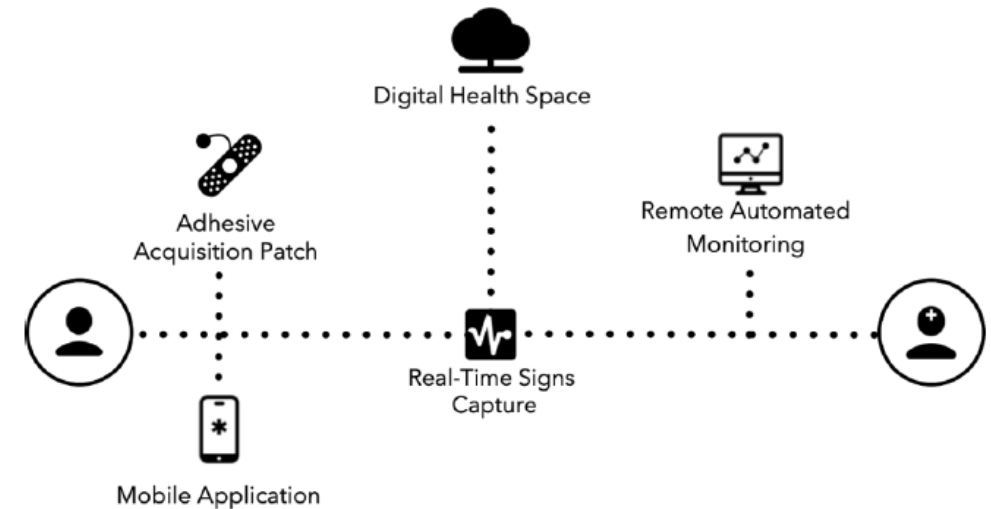 Digital Health Space
Adhesive
Acquisition Patch
Remote Automated
Monitoring
Real-Time Signs
Capture
Mobile Application